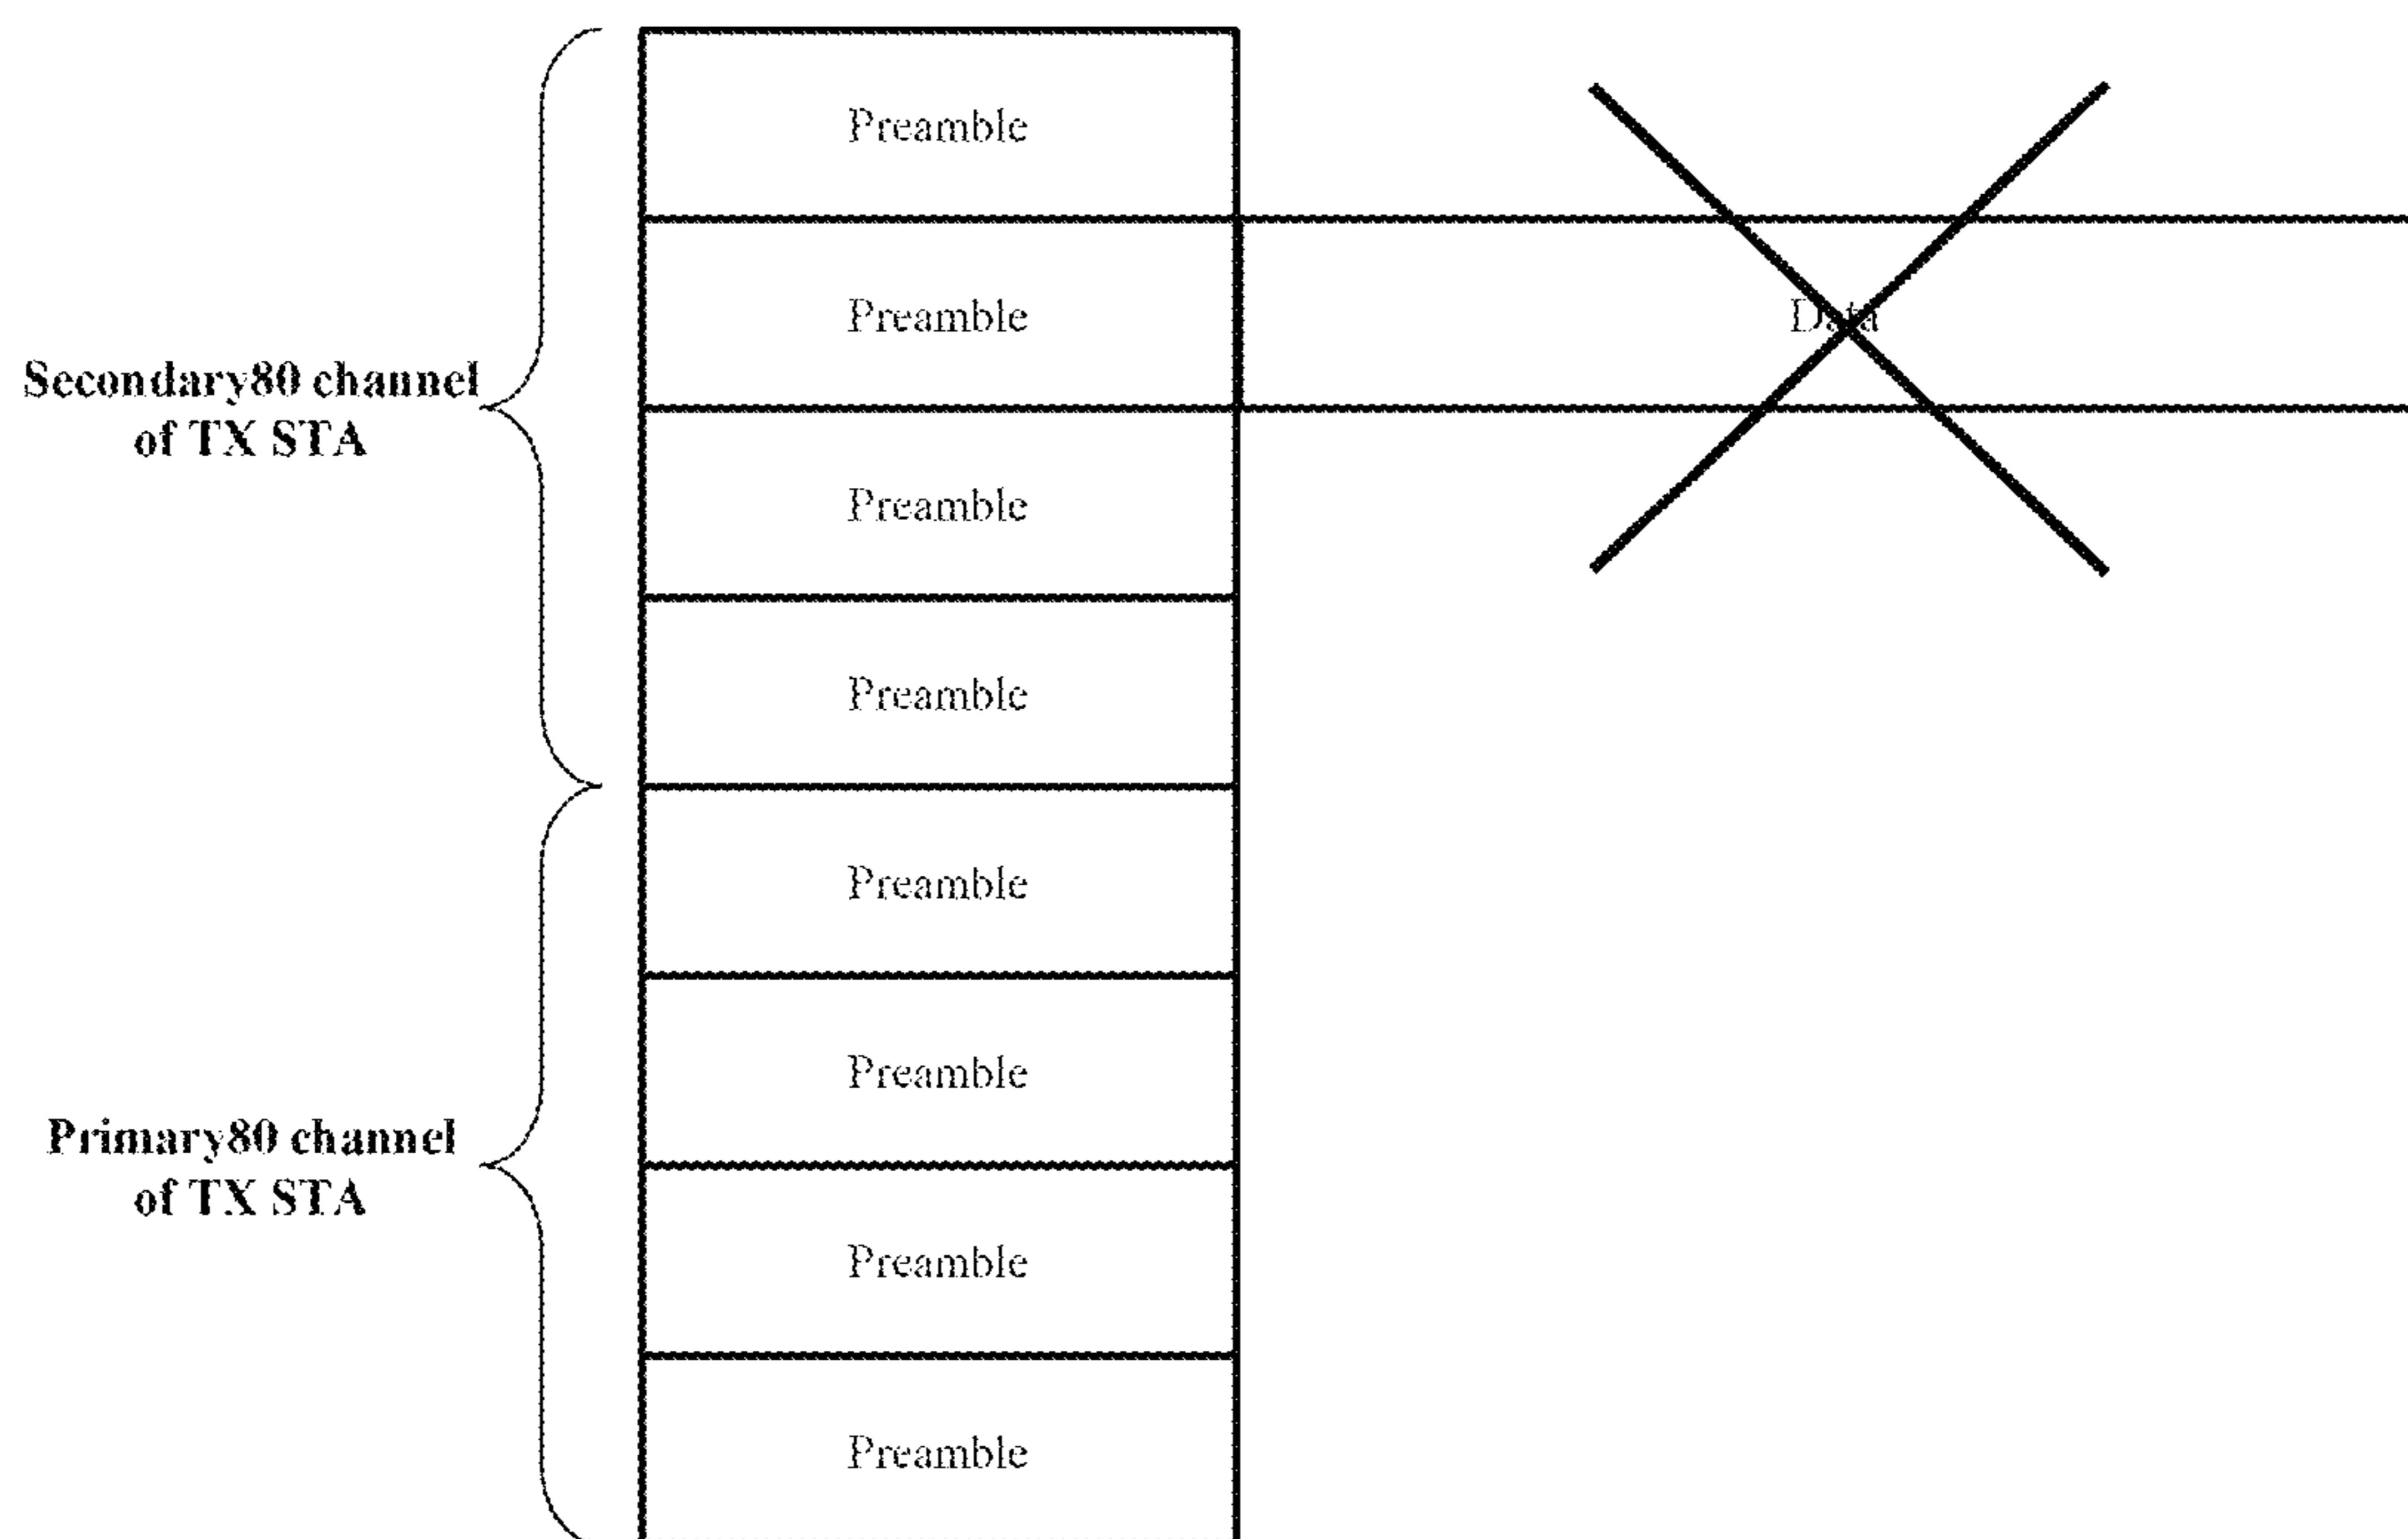 Preamble
Preamble
Data
Secondary80 channel
of TX STA
Preamble
Preamble
Preamble
Preamble
Primary80 channel
of TX STA
Preamble
Preamble